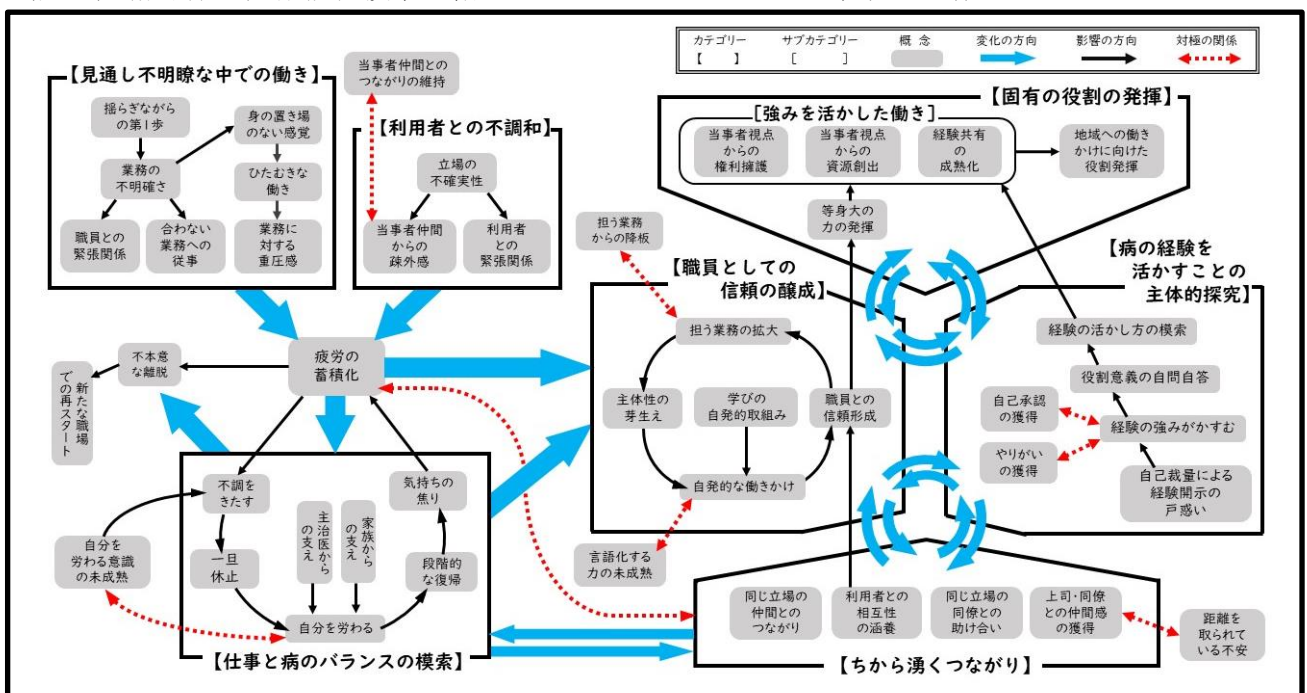 カテゴリー
【　　】
サブカテゴリー
［　　］
概 念
変化の方向
影響の方向
対極の関係
【見通し不明瞭な中での働き】
揺らぎながら
の第1歩
業務の
不明確さ
職員との
緊張関係
合わない
業務への
従事
身の置き場
のない感覚
ひたむきな
働き
業務に
対する
重圧感
当事者仲間との
つながりの維持
【利用者との不調和】
立場の
不確実性
当事者仲間
からの
疎外感
利用者
との
緊張関係
【固有の役割の発揮】
[強みを活かした働き]
当事者視点
からの
権利擁護
当事者視点
からの
資源創出
経験共有
の
成熟化
地域への働き
かけに向けた
役割発揮
等身大の
力の発揮
担う業務
からの降板
【職員としての
信頼の醸成】
担う業務の拡大
主体性の
芽生え
学びの
自発的取組み
職員との
信頼形成
自発的な働きかけ
言語化する
力の未成熟
【病の経験を
活かすことの
主体的探究】
経験の活かし方の模索
役割意義の自問自答
自己承認
の獲得
経験の強みがかすむ
やりがい
の獲得
自己裁量による
経験開示の
戸惑い
疲労の
蓄積化
不本意
な離脱
新たな職場
での再スタート
不調を
きたす
一旦
休止
主治医から
の支え
家族から
の支え
気持ちの
焦り
段階的
な復帰
自分を労わる
自分を
労わる意識
の未成熟
【仕事と病のバランスの模索】
同じ立場の
仲間との
つながり
利用者との
相互性
の涵養
同じ立場の
同僚との
助け合い
上司・同僚
との仲間感
の獲得
距離を
取られて
いる不安
【ちから湧くつながり】